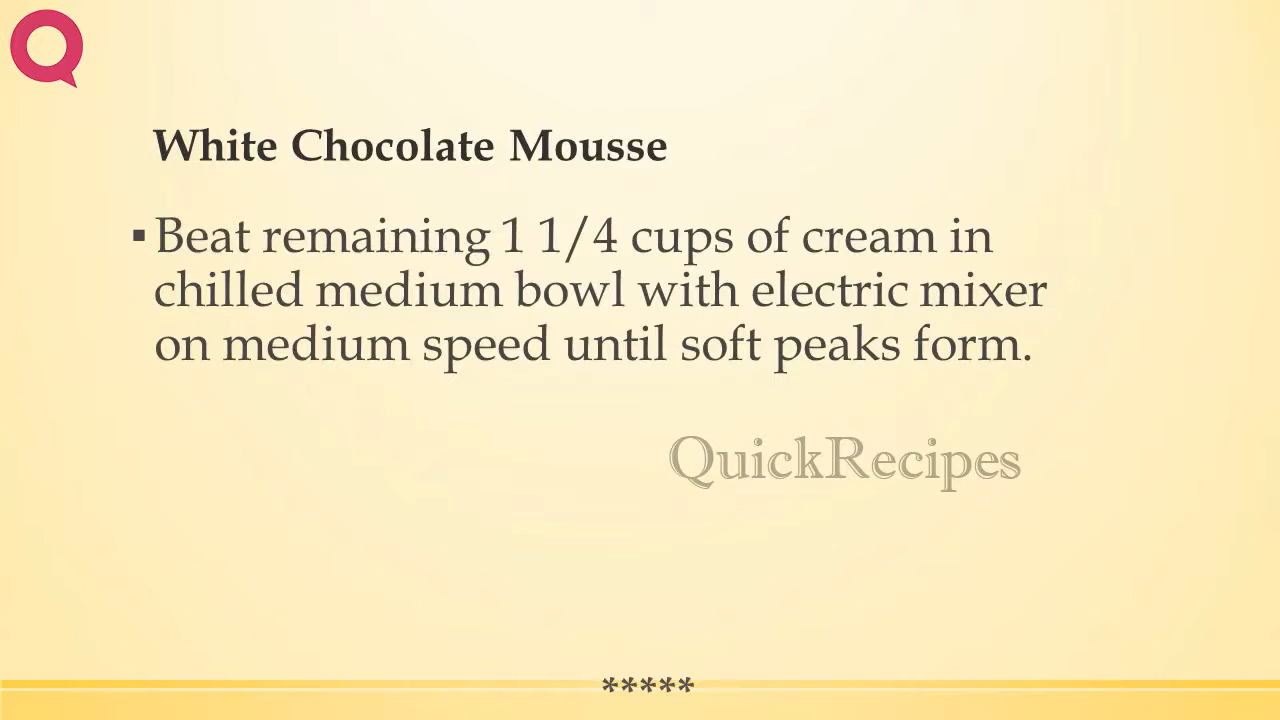 White Chocolate Mousse
▪ Beat remaining 1 1/4 cups of cream in
chilled medium bowl with electric mixer
on medium speed until soft peaks form.
QuickRecipes
*****